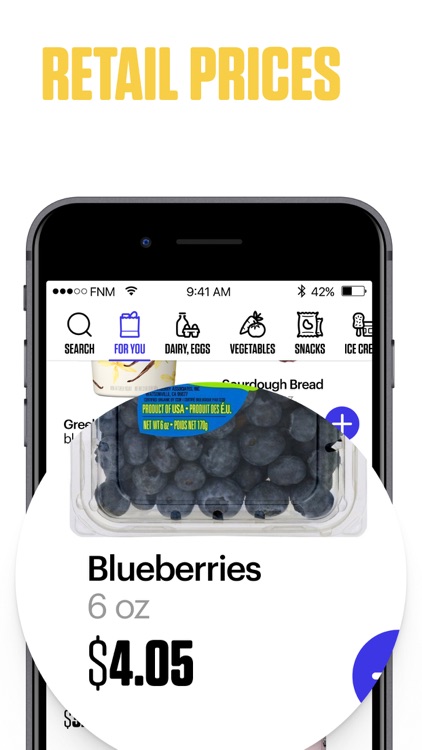 RETAIL PRICES
FNM
9:41 AM
42%
SEARCH
FOR YOU
DAIRY, EGGS
VEGETABLES
SNACKS
ICE CRE
Sourdough Bread
Greek
PRODUCT OF USA • PRODUIT DES É.U.
NET WT 6 oz • POIDS NET 170g
Blueberries
6 oz
$4.05